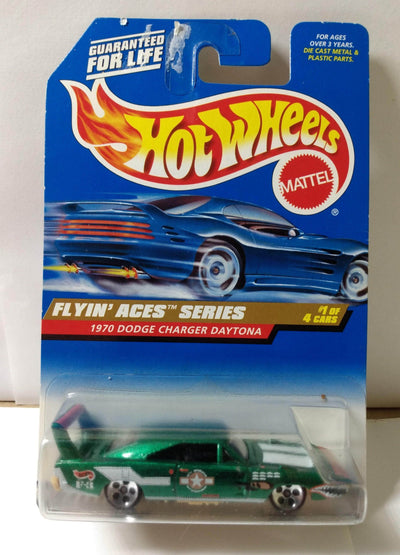 GUARANTEED
FOR LIFE
FOR AGES
OVER 3 YEARS.
DIE CAST METAL &
PLASTIC PARTS.
HOT WHEELS
MATTEL
®
FLYIN' ACES™ SERIES
#1 OF
4 CARS
1970 DODGE CHARGER DAYTONA